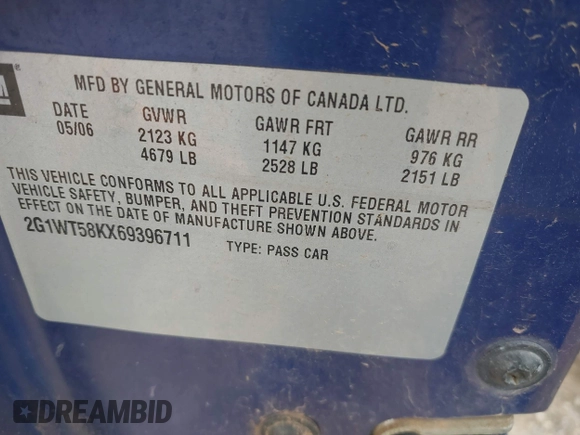 GM®
MFD BY GENERAL MOTORS OF CANADA LTD.
DATE GVWR GAWR FRT GAWR RR
05/06 2123 KG 1147 KG 976 KG
4679 LB 2528 LB 2151 LB
THIS VEHICLE CONFORMS TO ALL APPLICABLE U.S. FEDERAL MOTOR
VEHICLE SAFETY, BUMPER, AND THEFT PREVENTION STANDARDS IN
EFFECT ON THE DATE OF MANUFACTURE SHOWN ABOVE.
2G1WT58KX69396711 TYPE: PASS CAR
DREAMBID